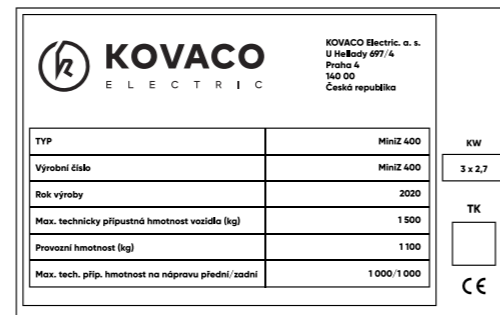 KOVACO
ELECTRIC
KOVACO Electric. a. s.
U Hellady 697/4
Praha 4
140 00
Česká republika
TYP MiniZ 400
Výrobní číslo MiniZ 400
Rok výroby 2020
Max. technicky přípustná hmotnost vozidla (kg) 1 500
Provozní hmotnost (kg) 1 100
Max. tech. příp. hmotnost na nápravu přední/zadní 1 000/1 000
KW
3 x 2,7
TK
CE